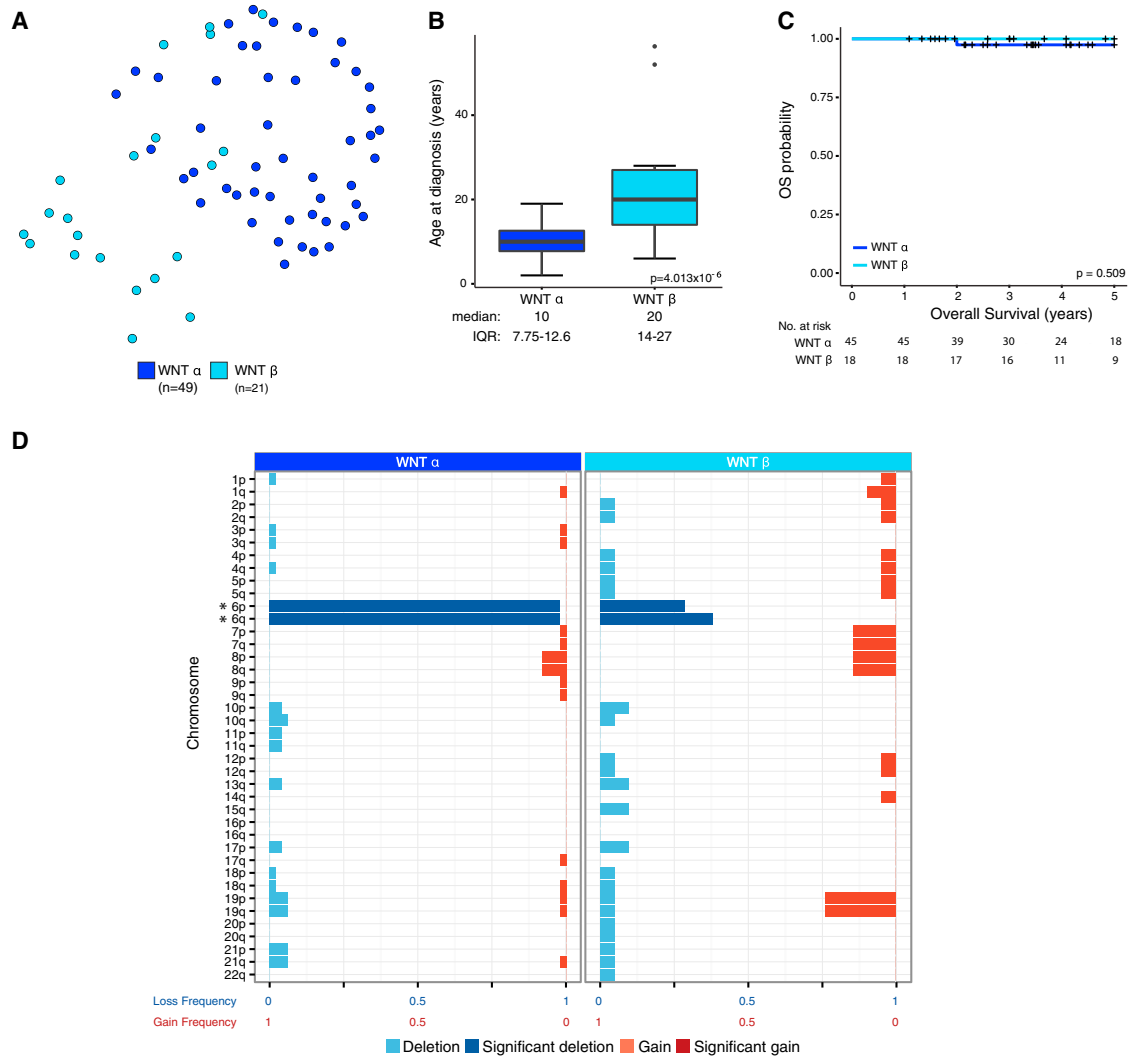 A
WNT α
(n=49)
WNT β
(n=21)
B
Age at diagnosis (years)
40
20
0
p=4.013x10-6
WNT α WNT β
median: 10 20
IQR: 7.75-12.6 14-27
C
OS probability
1.00
0.75
0.50
0.25
0.00
WNT α
WNT β
p = 0.509
0 1 2 3 4 5
Overall Survival (years)
No. at risk
WNT α 45 45 39 30 24 18
WNT β 18 18 17 16 11 9
D
WNT α WNT β
Chromosome
1p
1q
2p
2q
3p
3q
4p
4q
5p
5q
* 6p
* 6q
7p
7q
8p
8q
9p
9q
10p
10q
11p
11q
12p
12q
13q
14q
15q
16p
16q
17p
17q
18p
18q
19p
19q
20p
20q
21p
21q
22q
Loss Frequency 0 0.5 1 0 0.5 1
Gain Frequency 1 0.5 0 1 0.5 0
Deletion Significant deletion Gain Significant gain